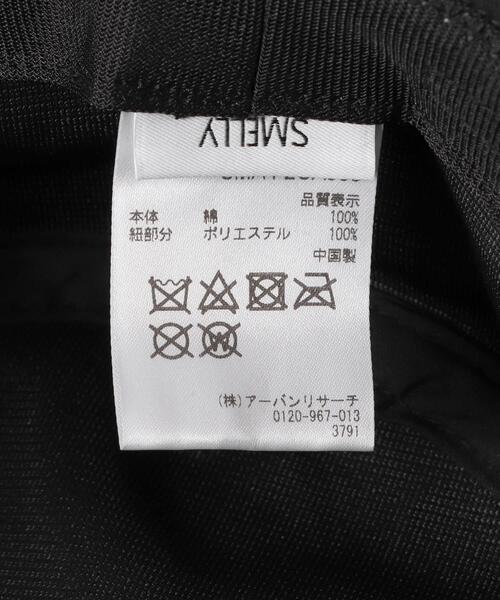 SMELLY
品質表示
本体 綿 100%
紐部分 ポリエステル 100%
中国製
W
(株)アーバンリサーチ
0120-967-013
3791